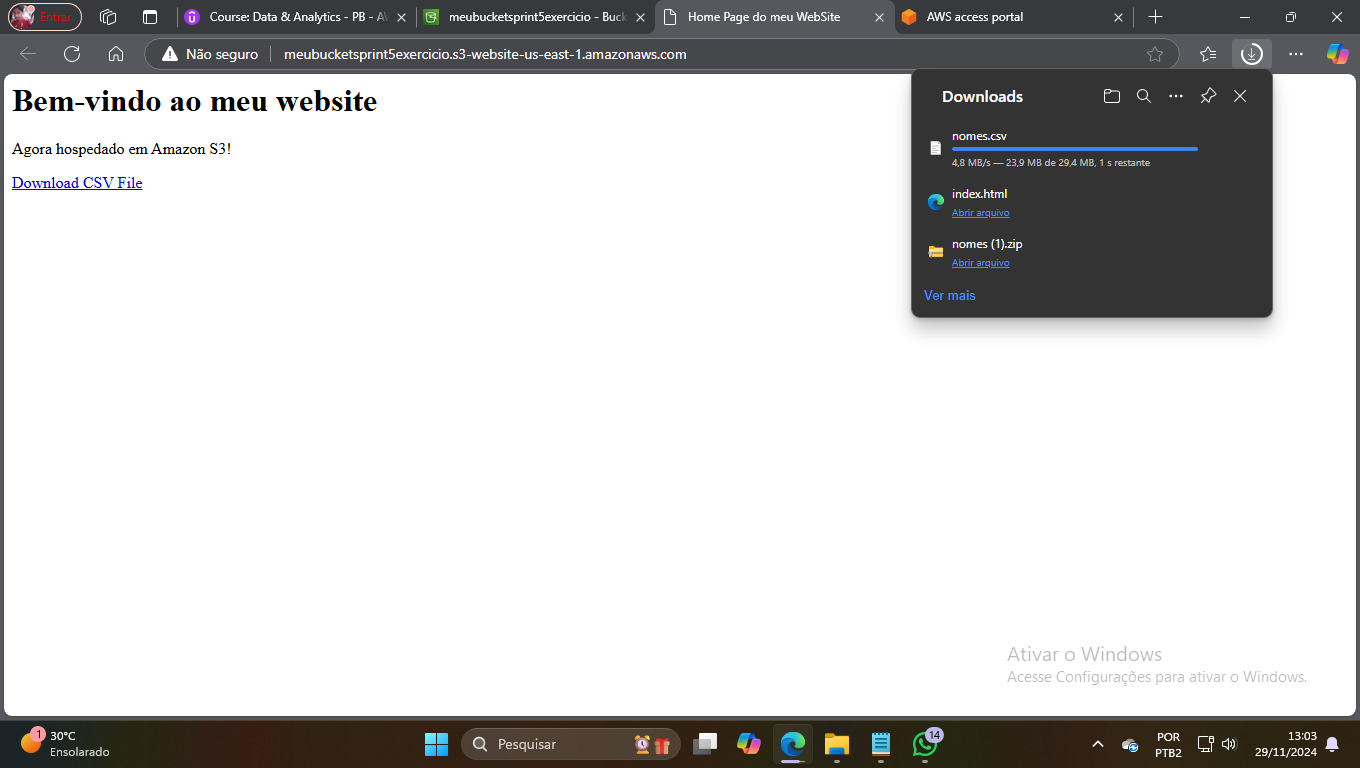 Entrar
Course: Data & Analytics - PB - AW
meubucketsprint5exercicio - Buck
Home Page do meu WebSite
AWS access portal
Não seguro
meubucketsprint5exercicio.s3-website-us-east-1.amazonaws.com
Bem-vindo ao meu website
Agora hospedado em Amazon S3!
Download CSV File
Downloads
nomes.csv
4,8 MB/s — 23,9 MB de 29,4 MB, 1 s restante
index.html
Abrir arquivo
nomes (1).zip
Abrir arquivo
Ver mais
Ativar o Windows
Acesse Configurações para ativar o Windows.
1
30°C
Ensolarado
Pesquisar
14
POR
PTB2
13:03
29/11/2024